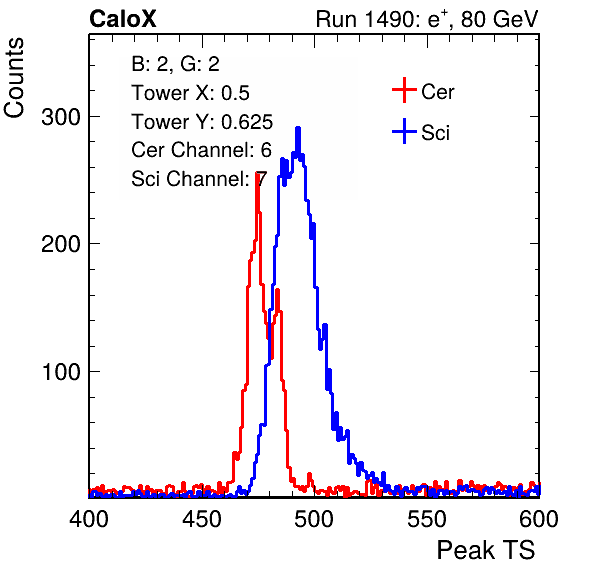 CaloX
Run 1490: e+, 80 GeV
Counts
B: 2, G: 2
Tower X: 0.5
Tower Y: 0.625
Cer Channel: 6
Sci Channel: 7
Cer
Sci
300
200
100
400 450 500 550 600
Peak TS